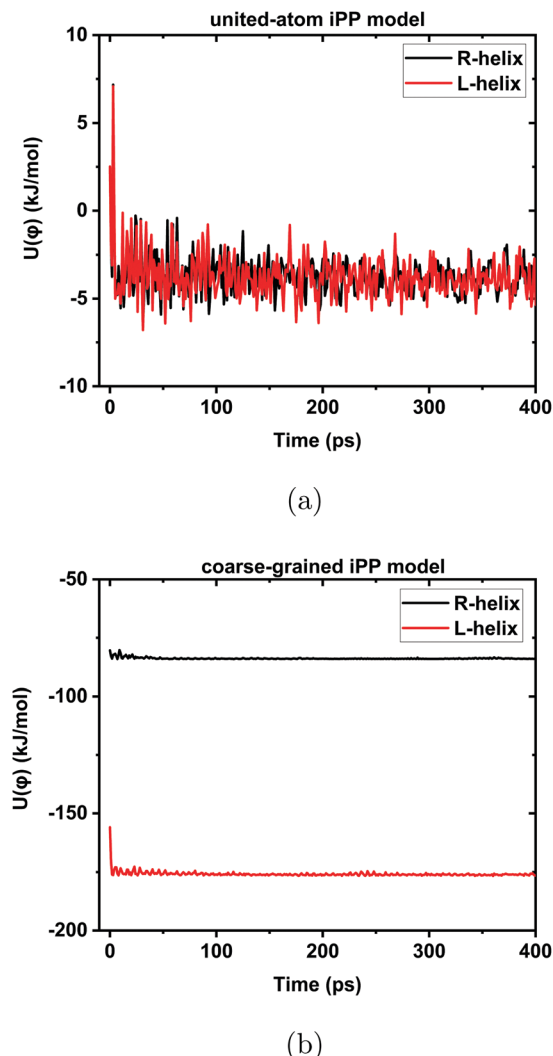 united-atom iPP model
10
5
0
-5
-10
U(φ) (kJ/mol)
R-helix
L-helix
0 100 200 300 400
Time (ps)
(a)
coarse-grained iPP model
-50
-100
-150
-200
U(φ) (kJ/mol)
R-helix
L-helix
0 100 200 300 400
Time (ps)
(b)